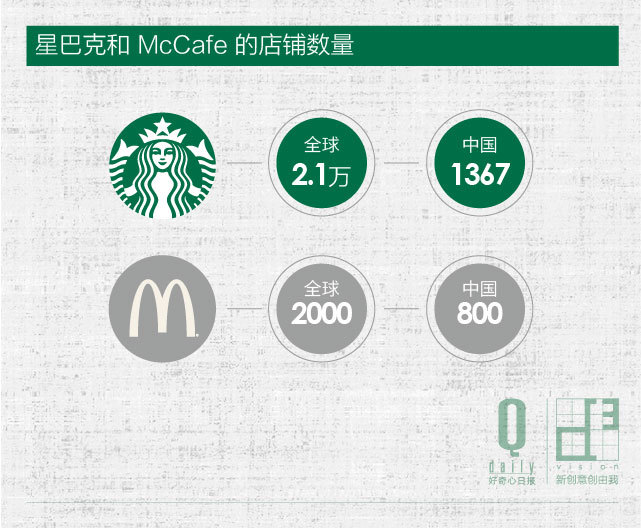 星巴克和 McCafe 的店铺数量
全球
2.1万
中国
1367
全球
2000
中国
800
Q
daily
好奇心日报
vision
新创意创由我